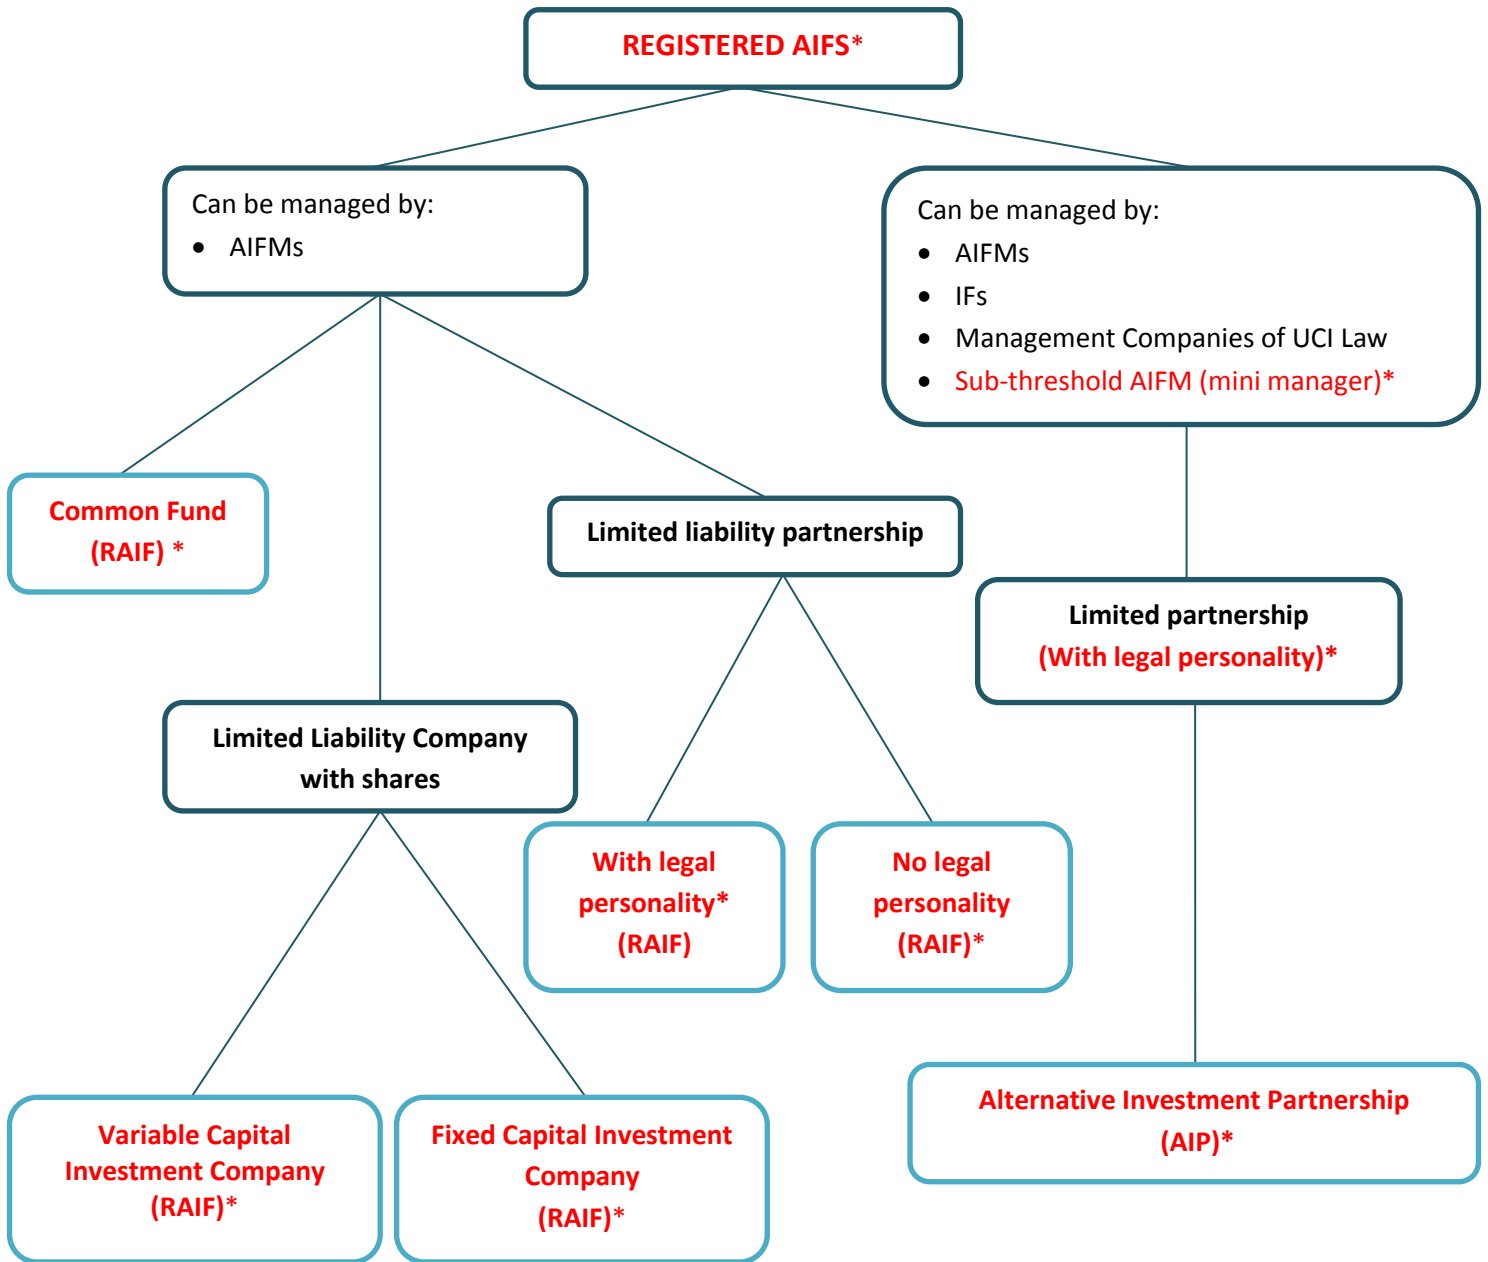 REGISTERED AIFS*
Can be managed by:
• AIFMs
Can be managed by:
• AIFMs
• IFs
• Management Companies of UCI Law
• Sub-threshold AIFM (mini manager)*
Common Fund
(RAIF) *
Limited liability partnership
Limited partnership
(With legal personality)*
Limited Liability Company
with shares
With legal
personality*
(RAIF)
No legal
personality
(RAIF)*
Variable Capital
Investment Company
(RAIF)*
Fixed Capital Investment
Company
(RAIF)*
Alternative Investment Partnership
(AIP)*